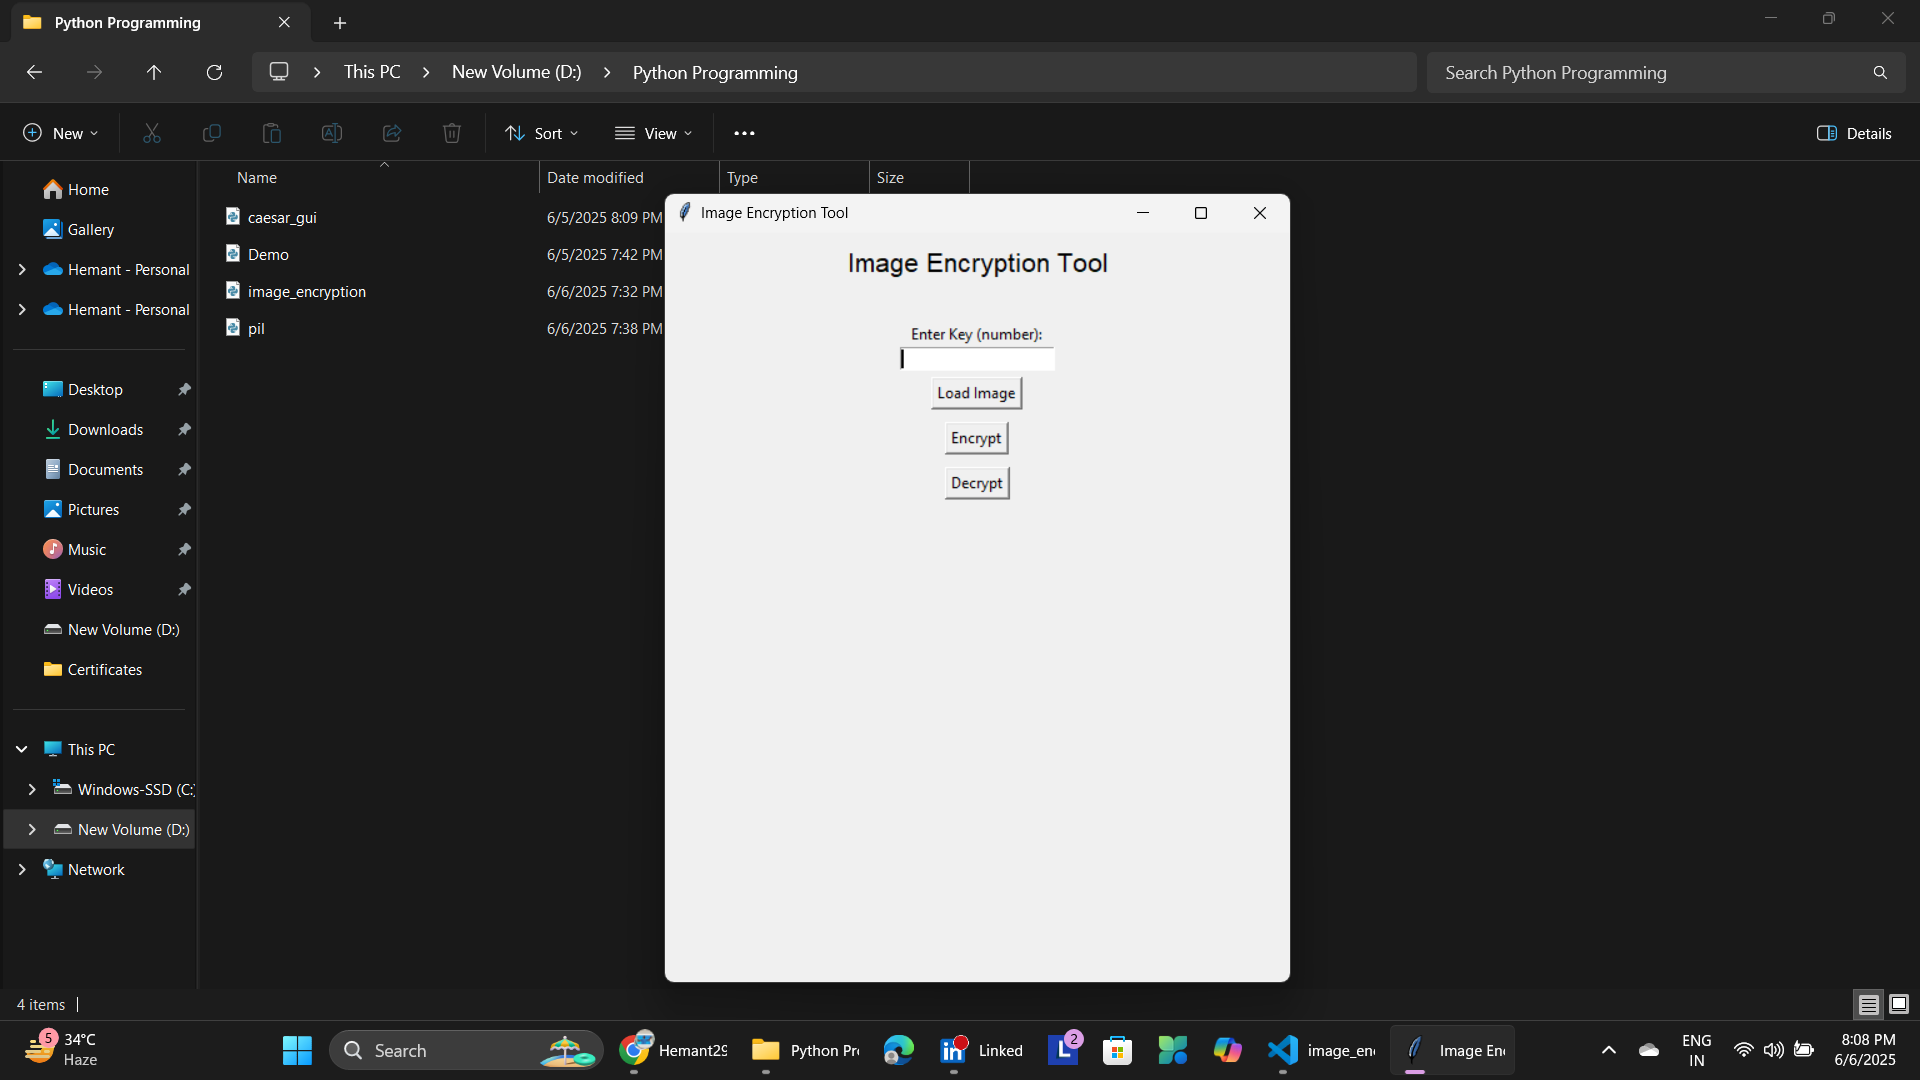 Python Programming
This PC
New Volume (D:)
Python Programming
Search Python Programming
New
Sort
View
Details
Name
Date modified
Type
Size
Home
Gallery
Hemant - Personal
Hemant - Personal
Desktop
Downloads
Documents
Pictures
Music
Videos
New Volume (D:)
Certificates
This PC
Windows-SSD (C:)
New Volume (D:)
Network
caesar_gui
6/5/2025 8:09 PM
Demo
6/5/2025 7:42 PM
image_encryption
6/6/2025 7:32 PM
pil
6/6/2025 7:38 PM
Image Encryption Tool
Image Encryption Tool
Enter Key (number):
Load Image
Encrypt
Decrypt
4 items
5
34°C
Haze
Search
Hemant29
Python Pr
in
Linked
L
2
image_en
Image En
ENG
IN
8:08 PM
6/6/2025